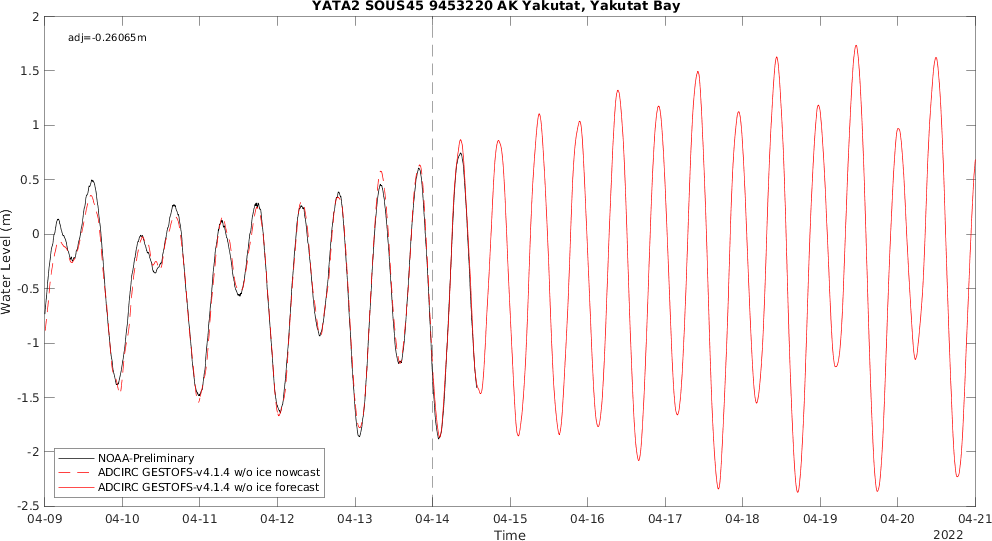 YATA2 SOUS45 9453220 AK Yakutat, Yakutat Bay
adj=-0.26065m
2
1.5
1
0.5
0
-0.5
-1
-1.5
-2
-2.5
Water Level (m)
NOAA-Preliminary
ADCIRC GESTOFS-v4.1.4 w/o ice nowcast
ADCIRC GESTOFS-v4.1.4 w/o ice forecast
04-09 04-10 04-11 04-12 04-13 04-14 04-15 04-16 04-17 04-18 04-19 04-20 04-21
Time
2022